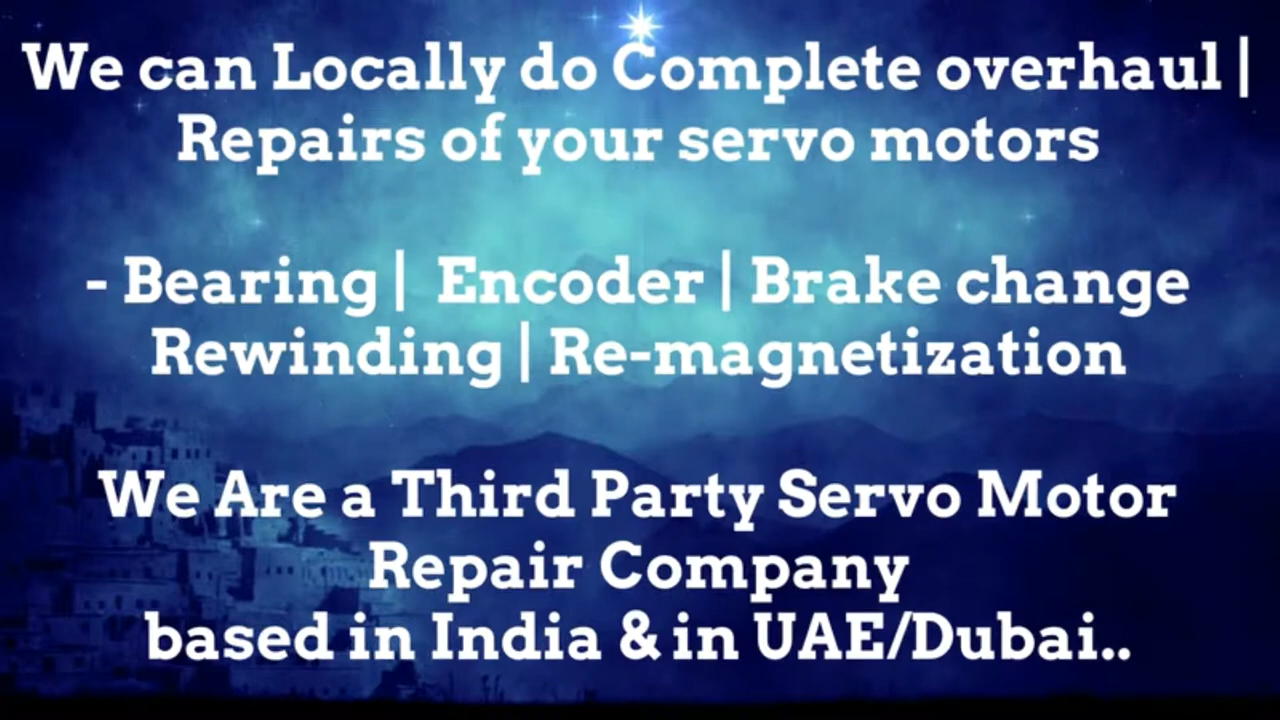 We can Locally do Complete overhaul |
Repairs of your servo motors
- Bearing | Encoder | Brake change
Rewinding | Re-magnetization
We Are a Third Party Servo Motor
Repair Company
based in India & in UAE/Dubai..